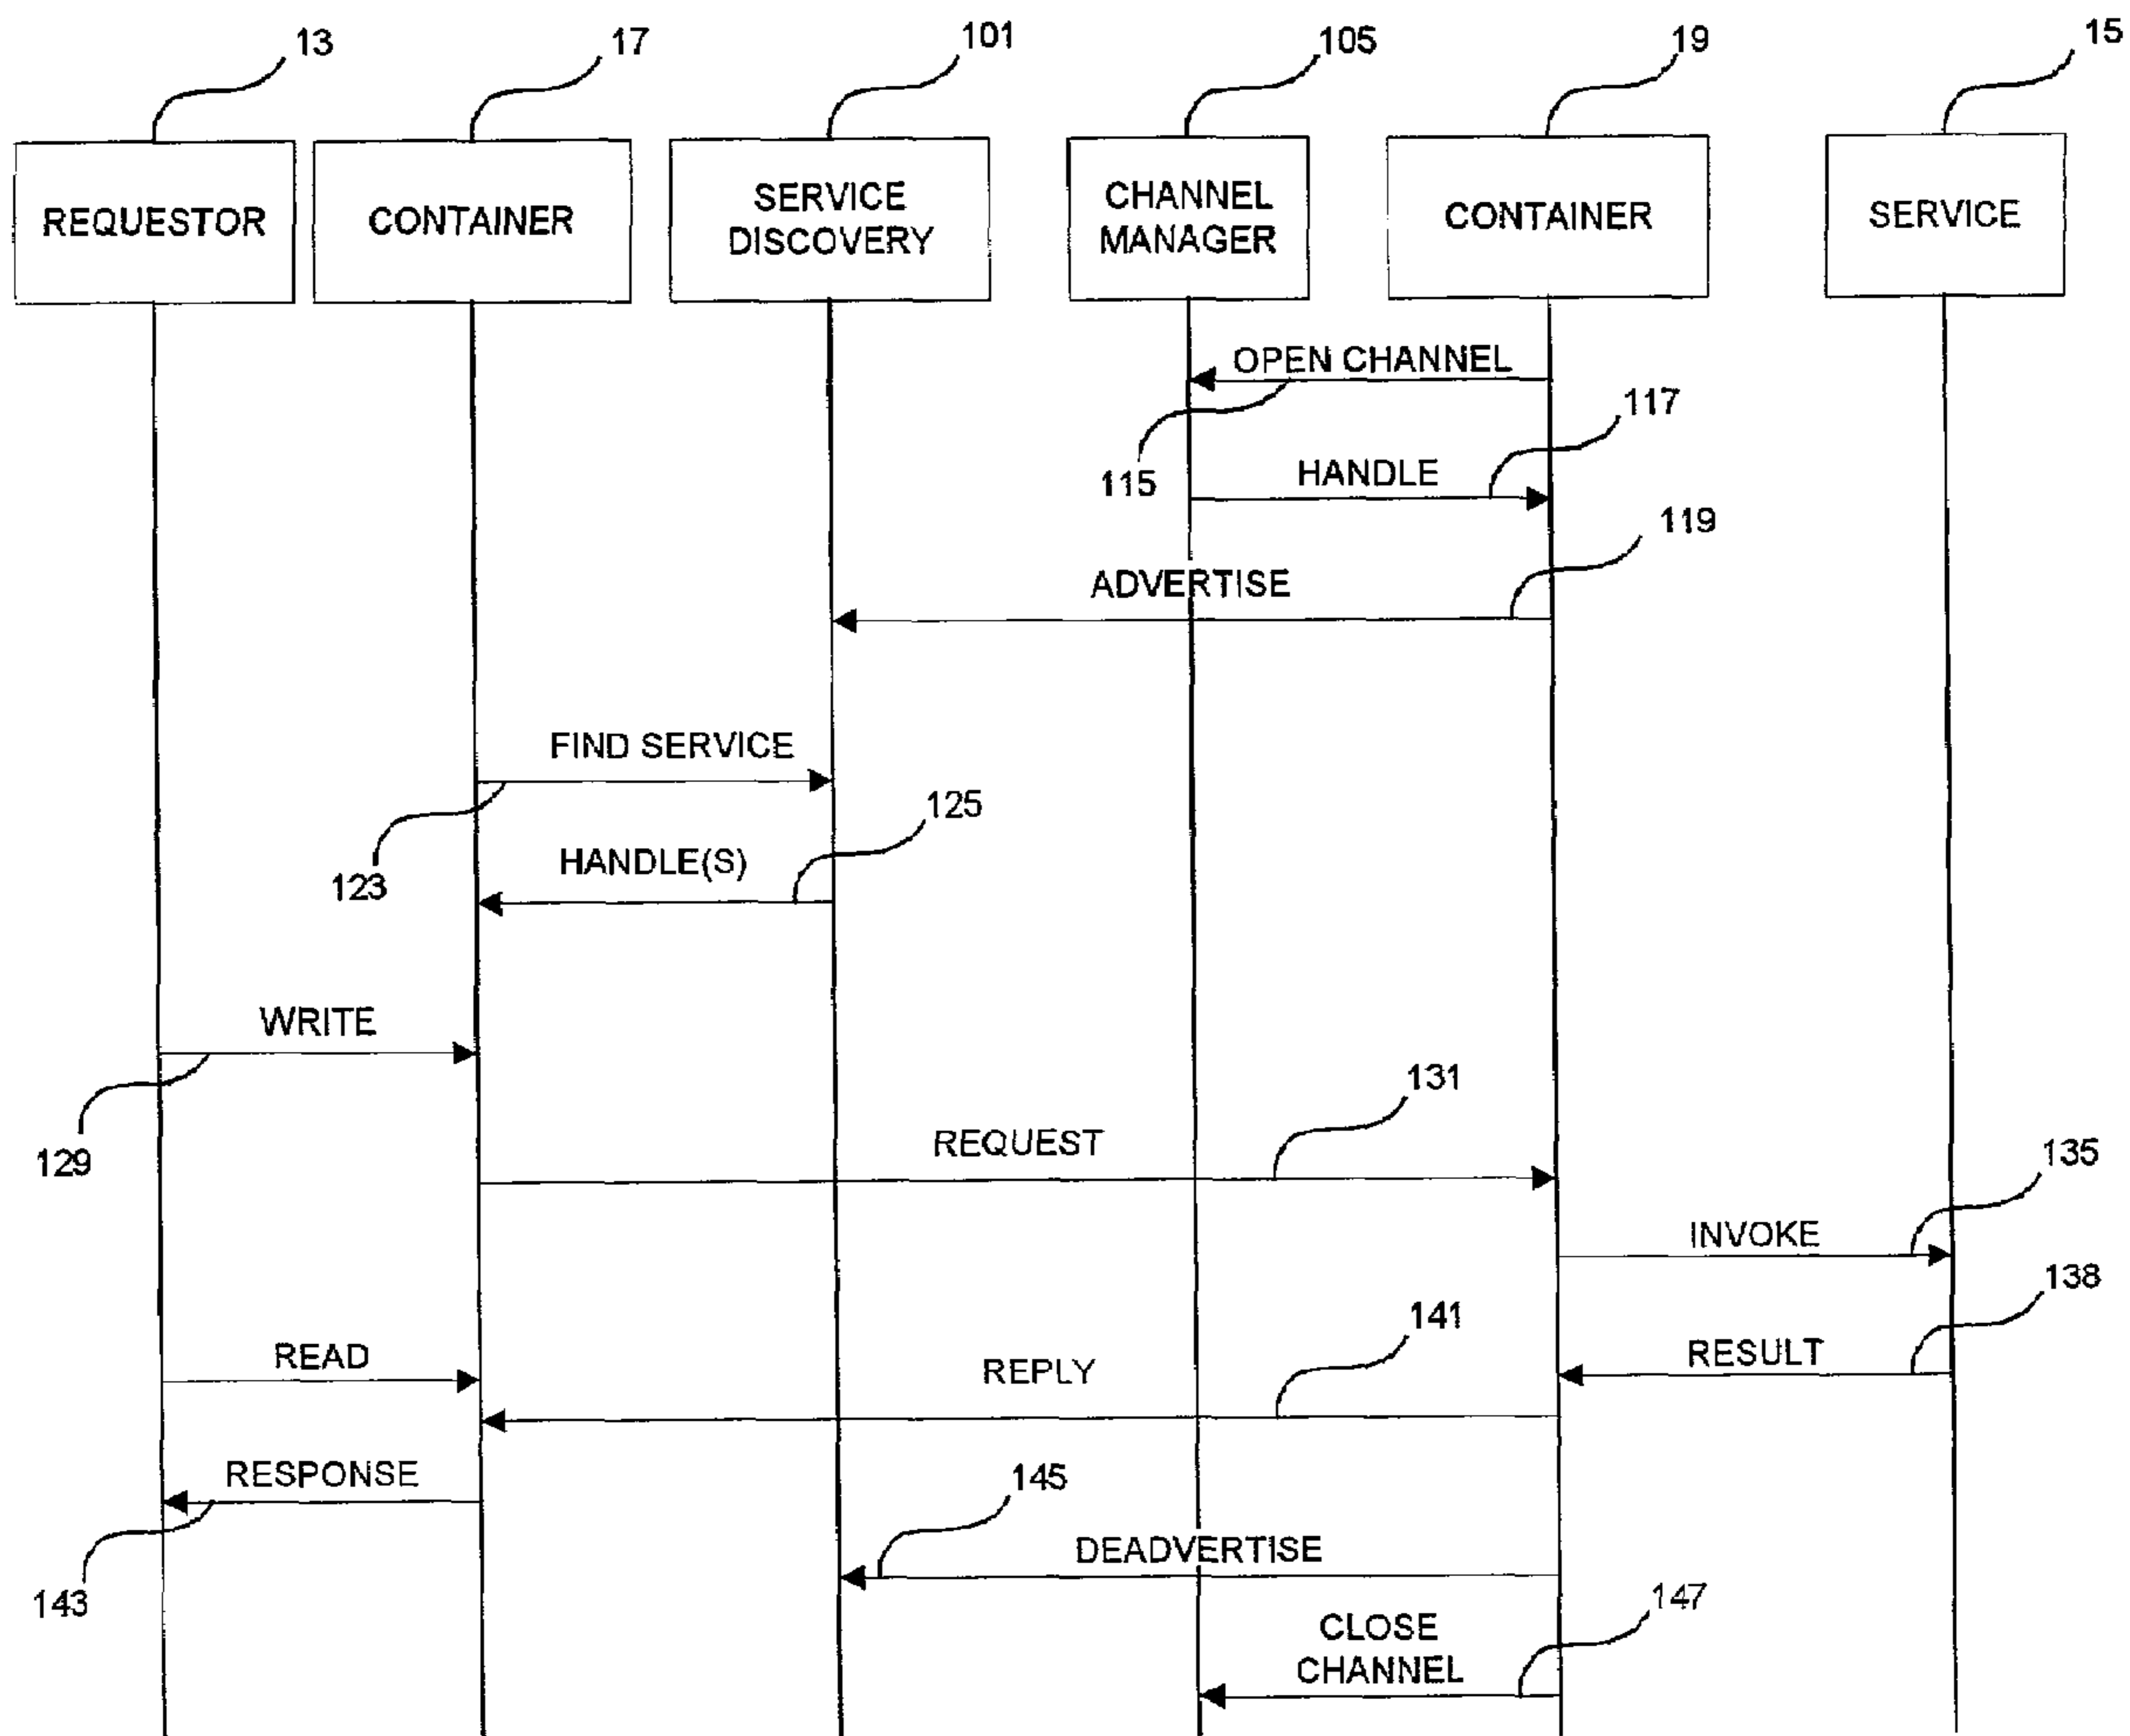 13
17
101
105
19
15
REQUESTOR
CONTAINER
SERVICE
DISCOVERY
CHANNEL
MANAGER
CONTAINER
SERVICE
OPEN CHANNEL
115
117
HANDLE
119
ADVERTISE
FIND SERVICE
123
125
HANDLE(S)
WRITE
129
131
REQUEST
135
INVOKE
138
RESULT
READ
141
REPLY
RESPONSE
143
145
DEADVERTISE
147
CLOSE
CHANNEL